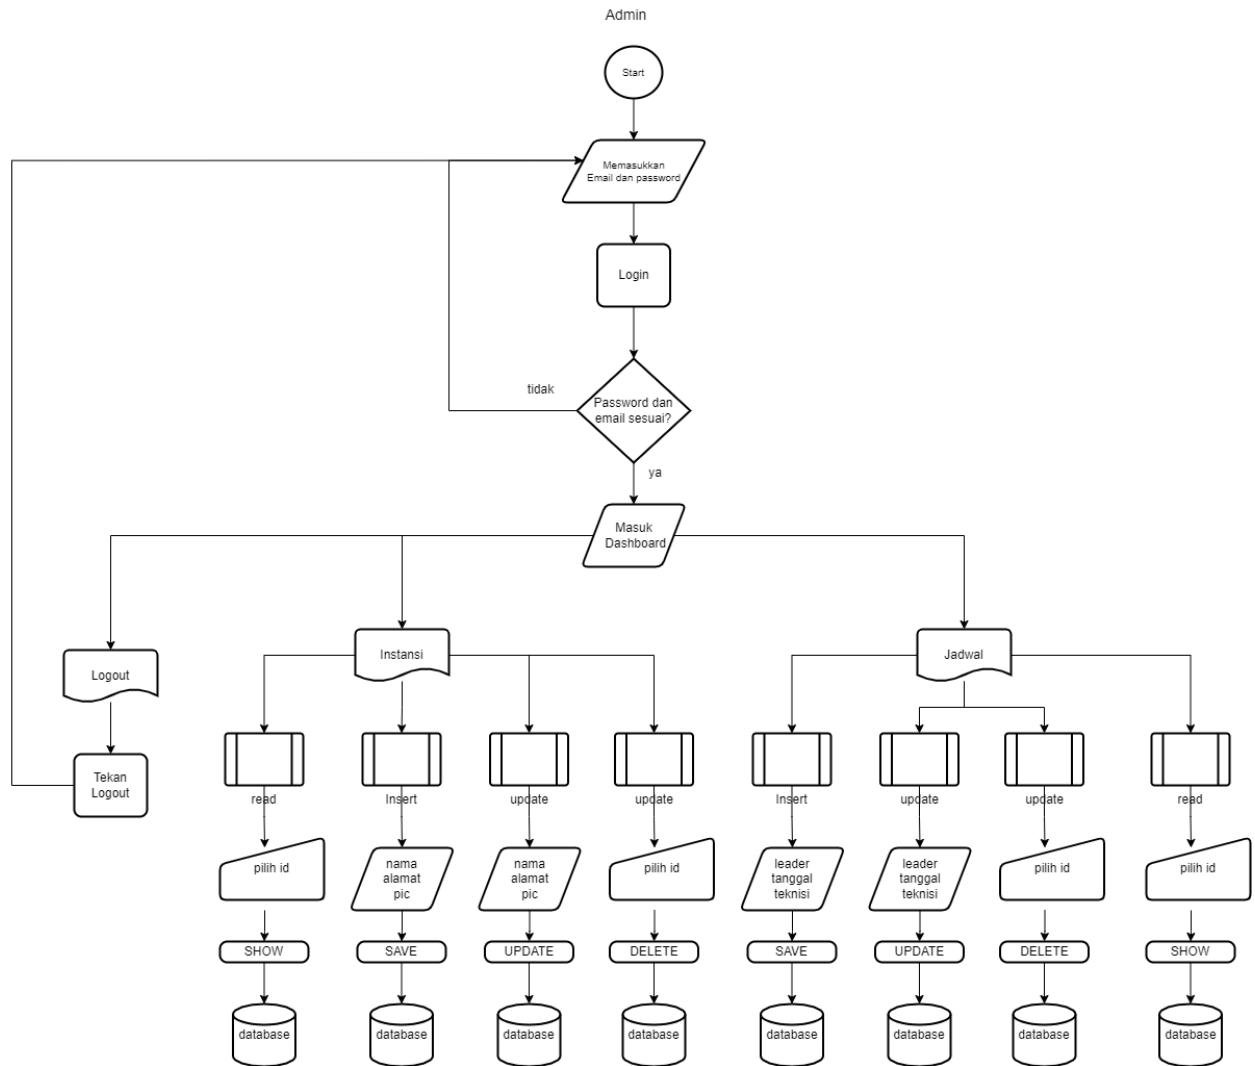 Admin
Start
Memasukkan
Email dan password
Login
tidak
Password dan
email sesuai?
ya
Masuk
Dashboard
Logout
Instansi
Jadwal
Tekan
Logout
read
Insert
update
update
Insert
update
update
read
pilih id
nama
alamat
pic
nama
alamat
pic
pilih id
leader
tanggal
teknisi
leader
tanggal
teknisi
pilih id
pilih id
SHOW
SAVE
UPDATE
DELETE
SAVE
UPDATE
DELETE
SHOW
database
database
database
database
database
database
database
database